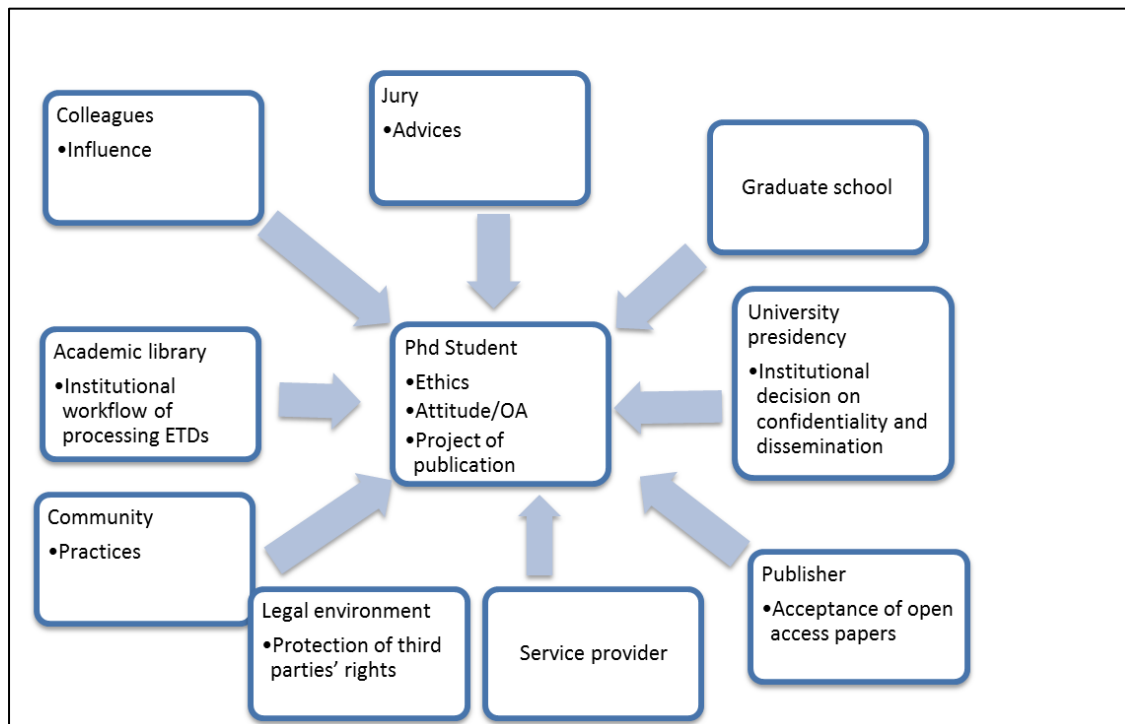 Colleagues
•Influence
Jury
•Advices
Graduate school
Academic library
•Institutional
workflow of
processing ETDs
Phd Student
•Ethics
•Attitude/OA
•Project of
publication
University
presidency
•Institutional
decision on
confidentiality and
dissemination
Community
•Practices
Legal environment
•Protection of third
parties’ rights
Service provider
Publisher
•Acceptance of open
access papers